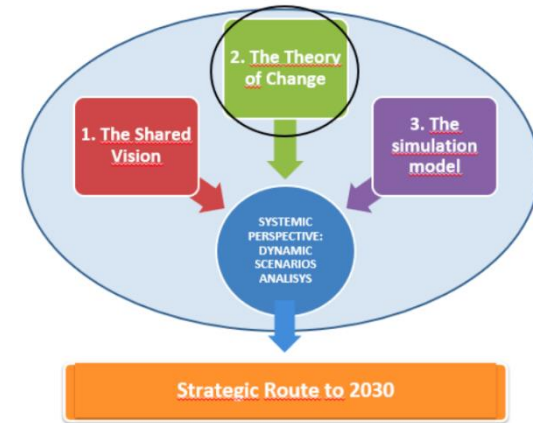 2. The Theory
of Change
1. The Shared
Vision
3. The
simulation
model
SYSTEMIC
PERSPECTIVE:
DYNAMIC
SCENARIOS
ANALISYS
Strategic Route to 2030